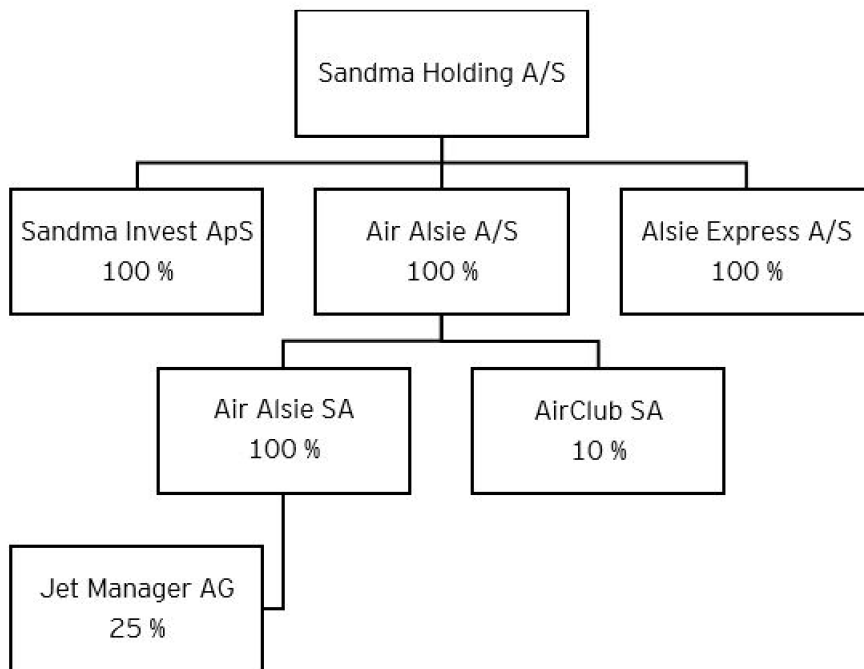 Sandma Holding A/S
Sandma Invest ApS
100 %
Air Alsie A/S
100 %
Alsie Express A/S
100 %
Air Alsie SA
100 %
AirClub SA
10 %
Jet Manager AG
25 %